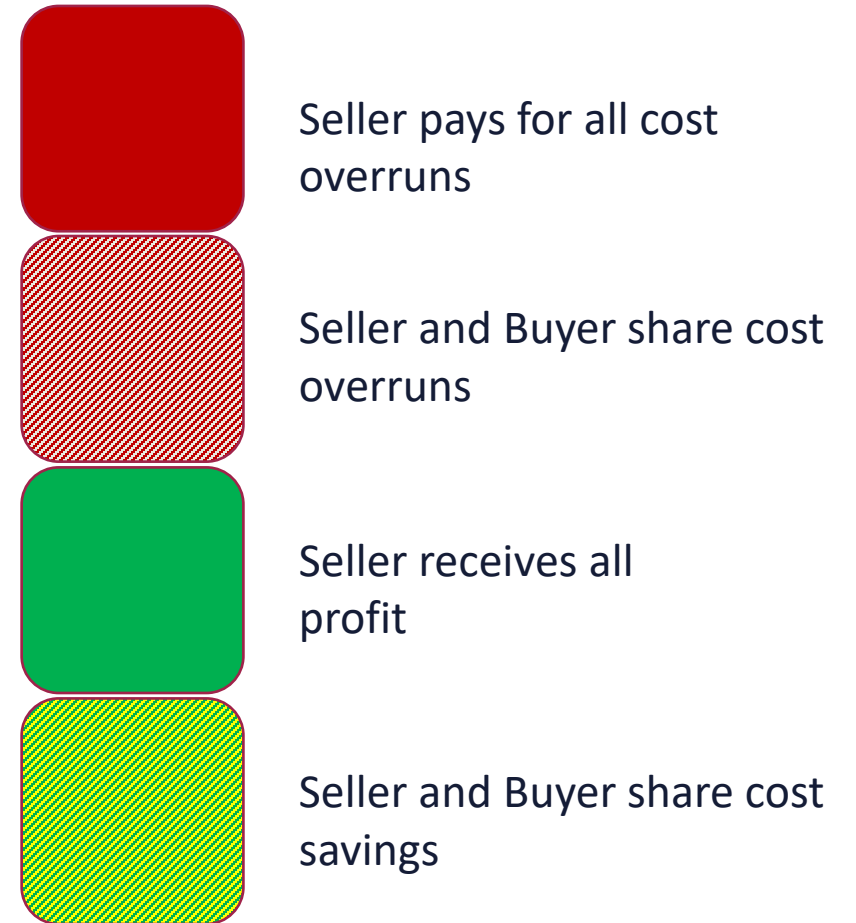 Seller pays for all cost
overruns
Seller and Buyer share cost
overruns
Seller receives all
profit
Seller and Buyer share cost
savings